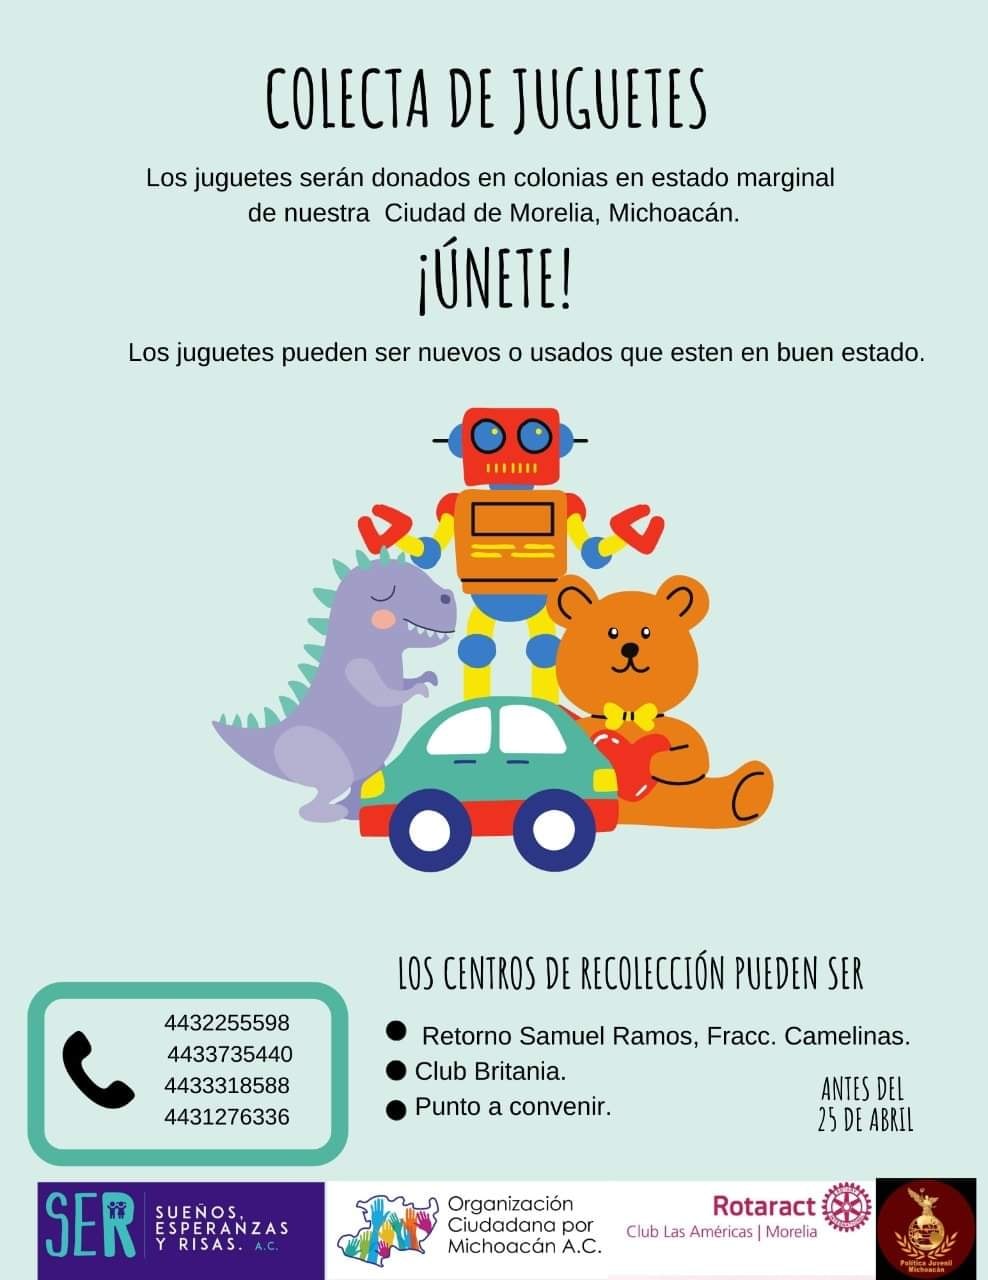 COLECTA DE JUGUETES
Los juguetes serán donados en colonias en estado marginal
de nuestra Ciudad de Morelia, Michoacán.
¡ÚNETE!
Los juguetes pueden ser nuevos o usados que esten en buen estado.
LOS CENTROS DE RECOLECCIÓN PUEDEN SER
Retorno Samuel Ramos, Fracc. Camelinas.
Club Britania.
Punto a convenir.
ANTES DEL
25 DE ABRIL
4432255598
4433735440
4433318588
4431276336
SER
SUEÑOS,
ESPERANZAS
Y RISAS. A.C.
Organización
Ciudadana por
Michoacán A.C.
Rotaract
Club Las Américas | Morelia
Política Juvenil
Michoacán